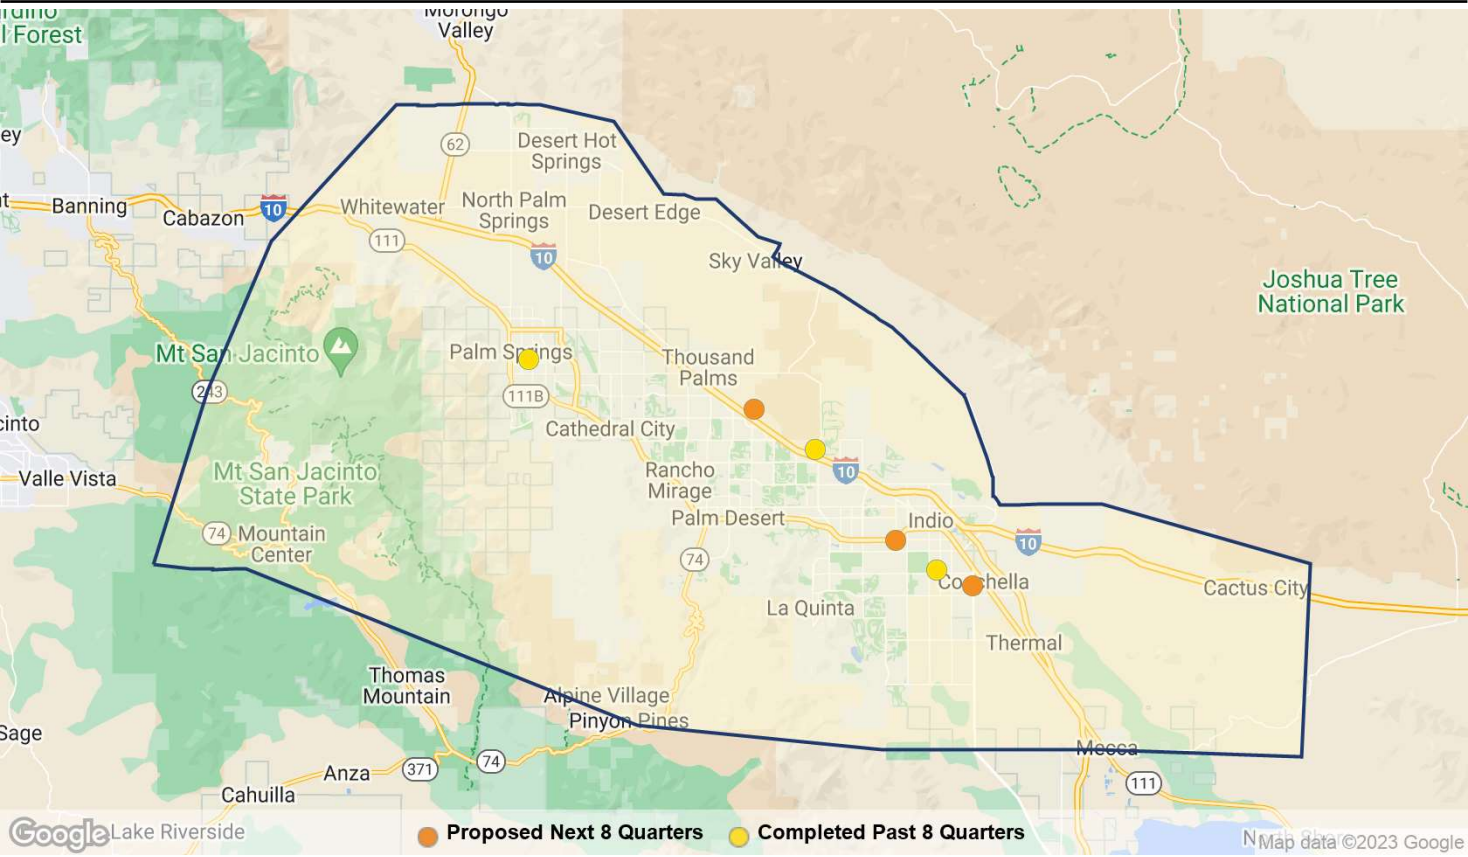 Morongo
Valley
l Forest
62
Desert Hot
Springs
ey
Banning
Cabazon
10
Whitewater
North Palm
Springs
Desert Edge
111
10
Sky Valley
Joshua Tree
National Park
Mt San Jacinto
Palm Springs
Thousand
Palms
243
111B
Cathedral City
cinto
Valle Vista
Mt San Jacinto
State Park
Rancho
Mirage
10
Palm Desert
Indio
74
Mountain
Center
74
10
Coachella
Cactus City
La Quinta
Thermal
Thomas
Mountain
Alpine Village
Pinyon Pines
Sage
Mecca
Anza
371
74
111
Cahuilla
Google
Lake Riverside
Proposed Next 8 Quarters
Completed Past 8 Quarters
Map data ©2023 Google